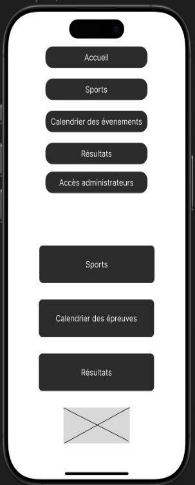 Accueil
Sports
Calendrier des évenements
Résultats
Accès administrateurs
Sports
Calendrier des épreuves
Résultats